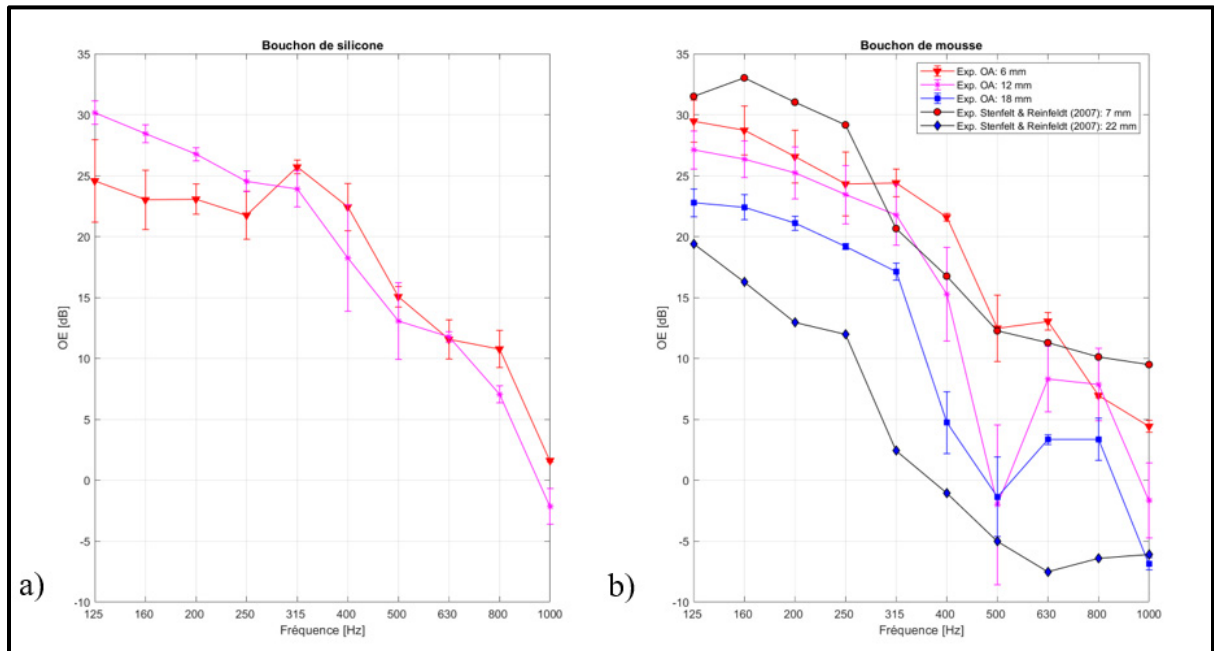 Bouchon de silicone
35
30
25
20
15
10
5
0
-5
-10
OE [dB]
125 160 200 250 315 400 500 630 800 1000
Fréquence [Hz]
a)
Bouchon de mousse
Exp. OA: 6 mm
Exp. OA: 12 mm
Exp. OA: 18 mm
Exp. Stenfelt & Reinfeldt (2007): 7 mm
Exp. Stenfelt & Reinfeldt (2007): 22 mm
35
30
25
20
15
10
5
0
-5
-10
OE [dB]
125 160 200 250 315 400 500 630 800 1000
Fréquence [Hz]
b)